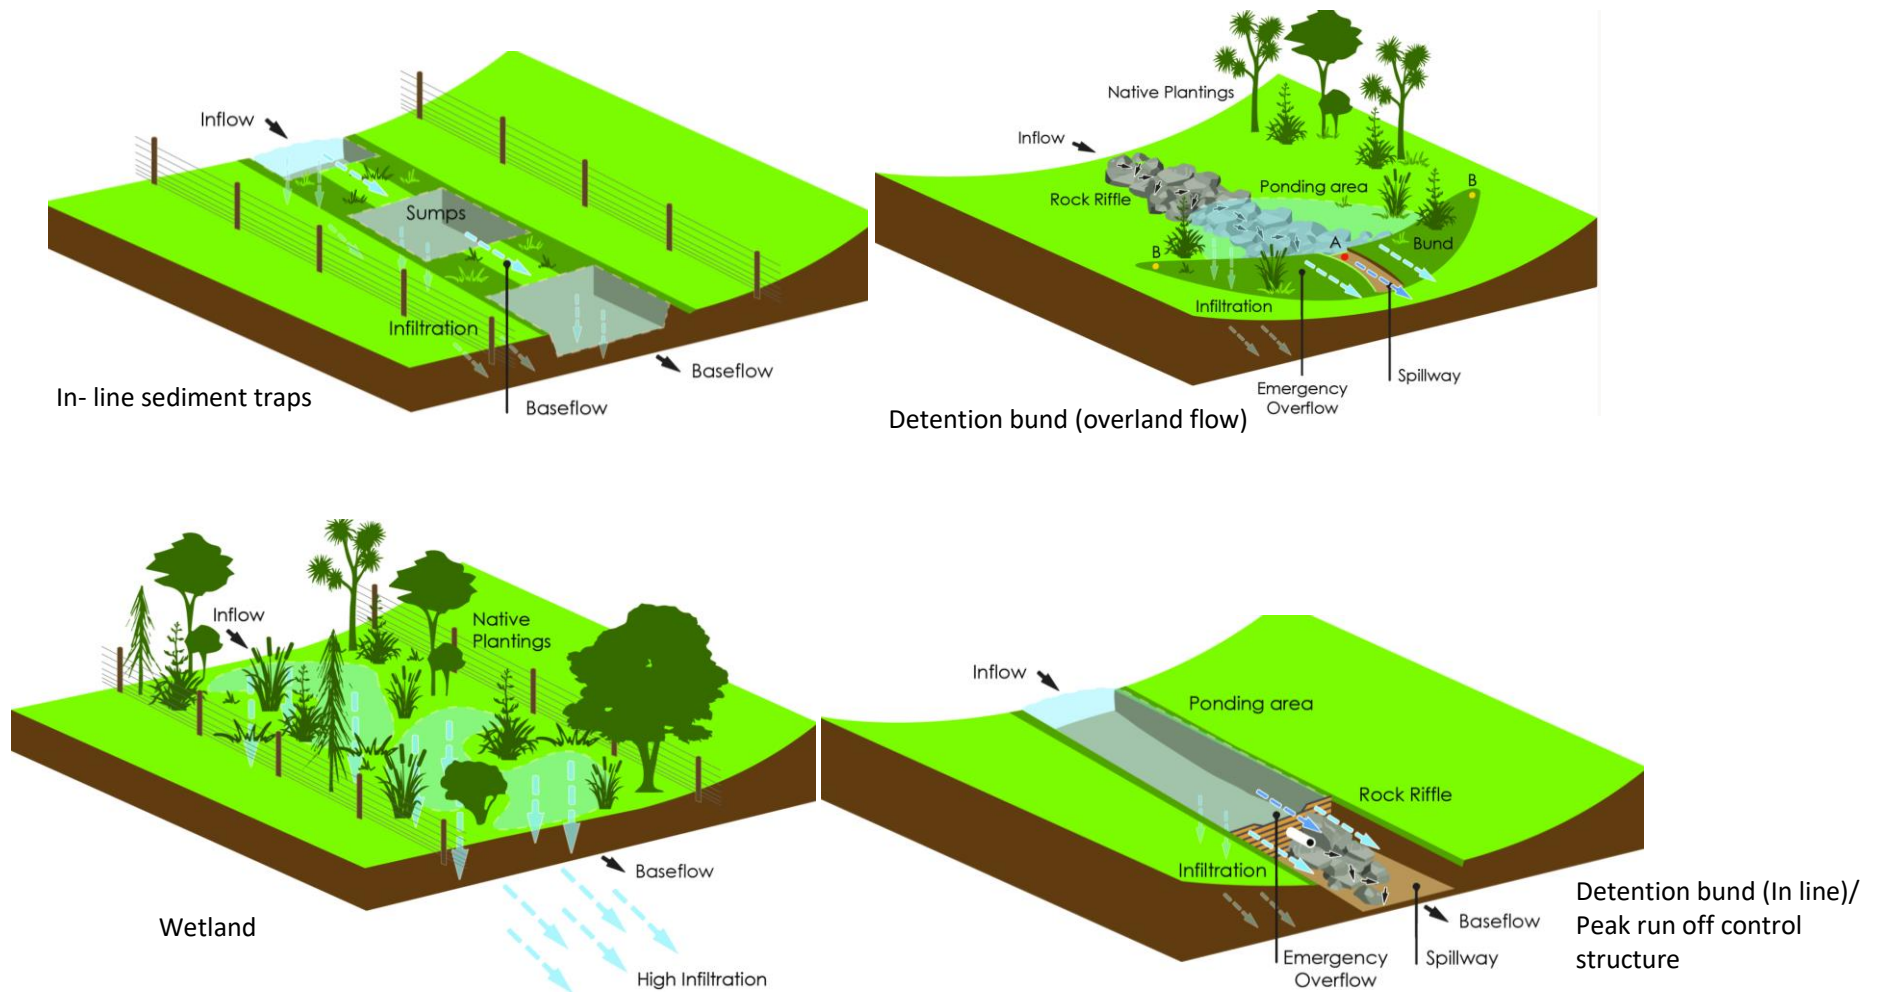 Inflow
Sumps
Infiltration
Baseflow
Baseflow
In- line sediment traps
Native Plantings
Inflow
Rock Riffle
Ponding area
B
A
Bund
B
Infiltration
Spillway
Emergency
Overflow
Detention bund (overland flow)
Inflow
Native
Plantings
Baseflow
Wetland
High Infiltration
Inflow
Ponding area
Rock Riffle
Infiltration
Baseflow
Emergency
Overflow
Spillway
Detention bund (In line)/
Peak run off control
structure